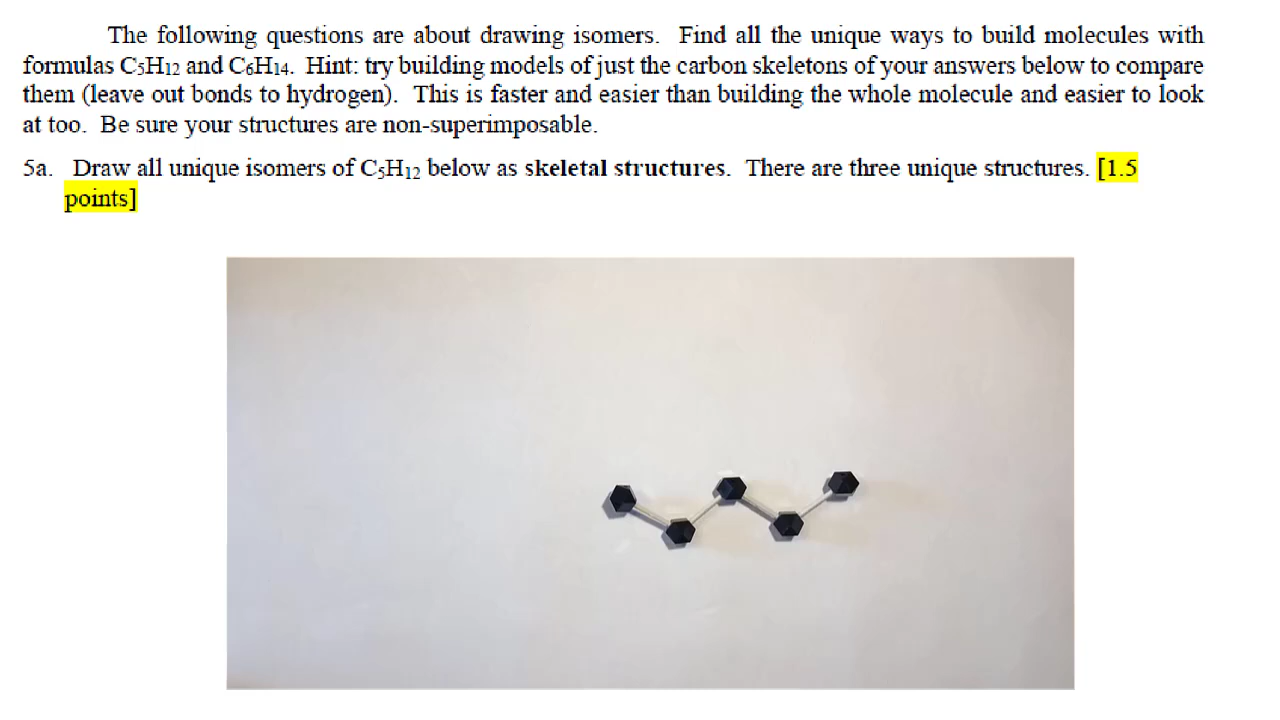 The following questions are about drawing isomers. Find all the unique ways to build molecules with
formulas C5H12 and C6H14. Hint: try building models of just the carbon skeletons of your answers below to compare
them (leave out bonds to hydrogen). This is faster and easier than building the whole molecule and easier to look
at too. Be sure your structures are non-superimposable.
5a. Draw all unique isomers of C5H12 below as skeletal structures. There are three unique structures. [1.5
points]